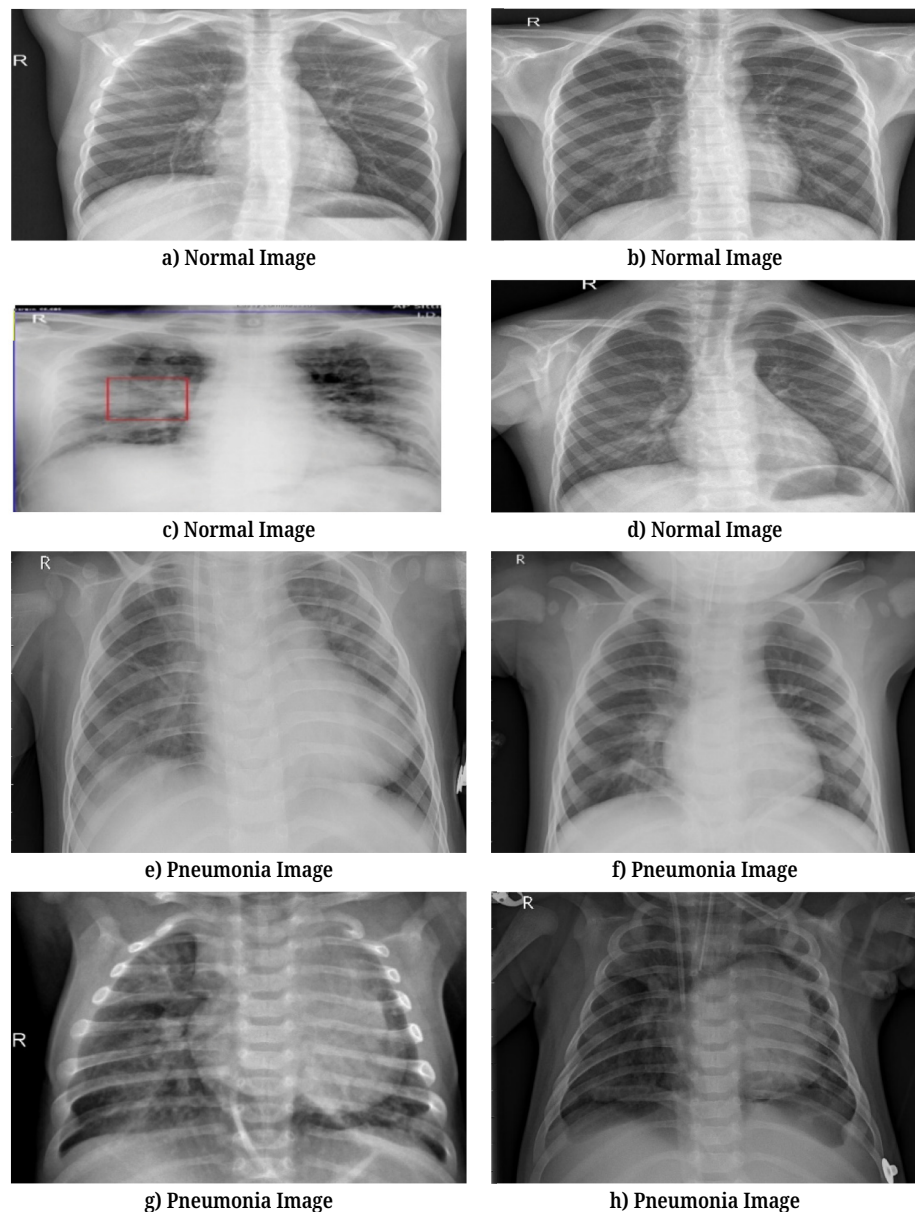 R
R
a) Normal Image
b) Normal Image
R
R
c) Normal Image
d) Normal Image
R
R
e) Pneumonia Image
f) Pneumonia Image
R
R
g) Pneumonia Image
h) Pneumonia Image